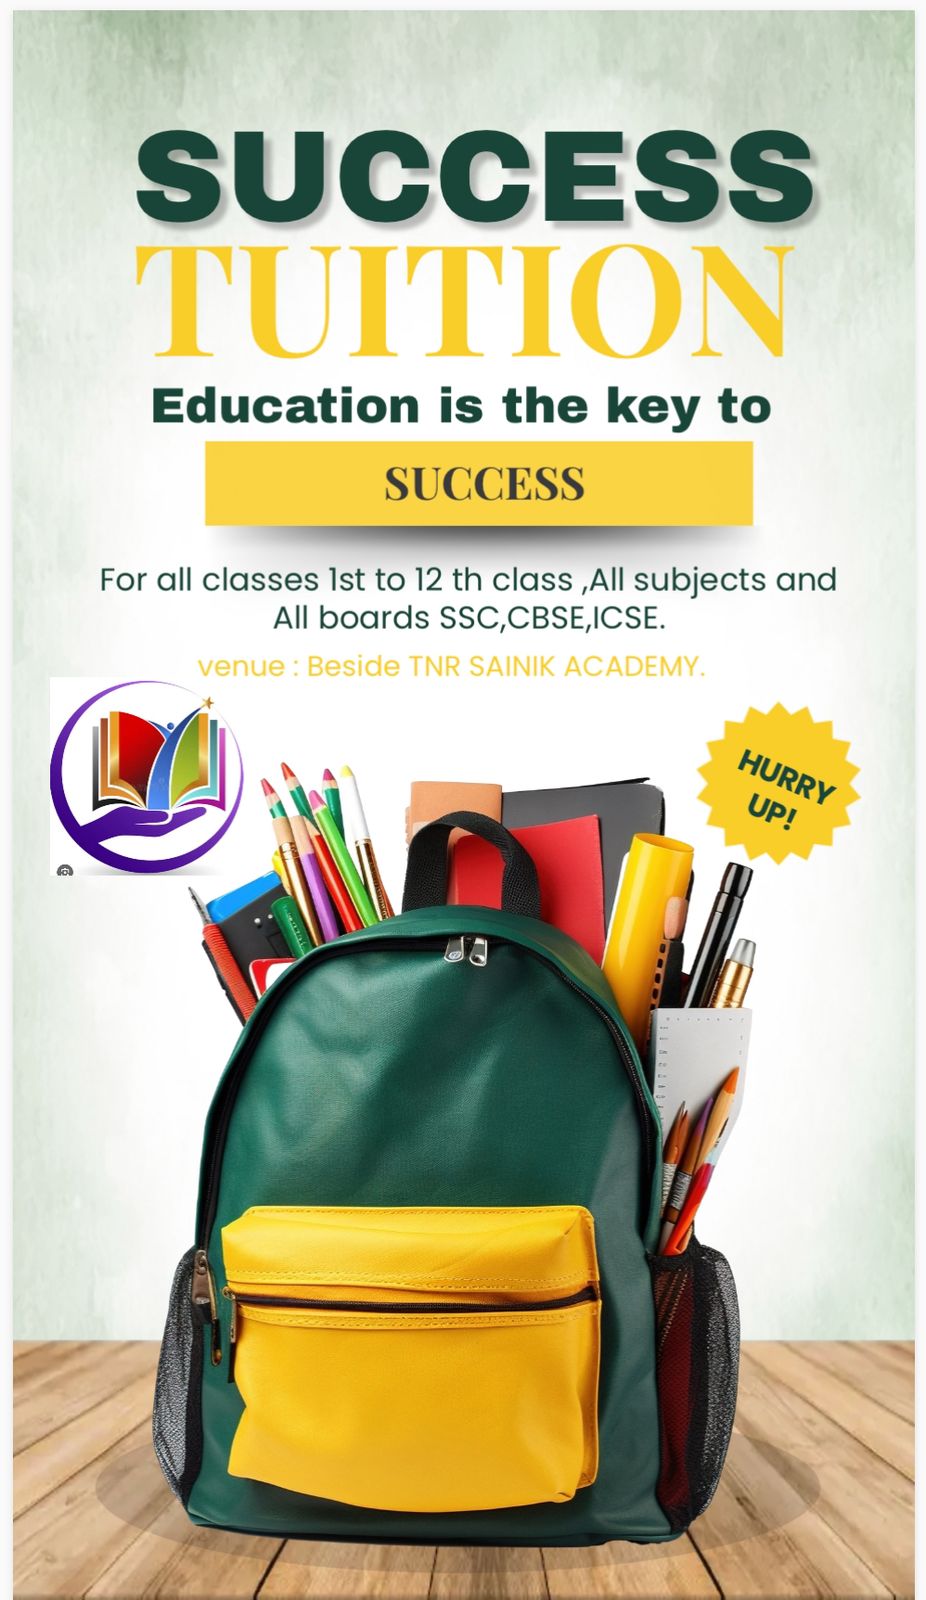 SUCCESS
TUITION
Education is the key to
SUCCESS
For all classes 1st to 12 th class ,All subjects and
All boards SSC,CBSE,ICSE.
venue : Beside TNR SAINIK ACADEMY.
HURRY
UP!